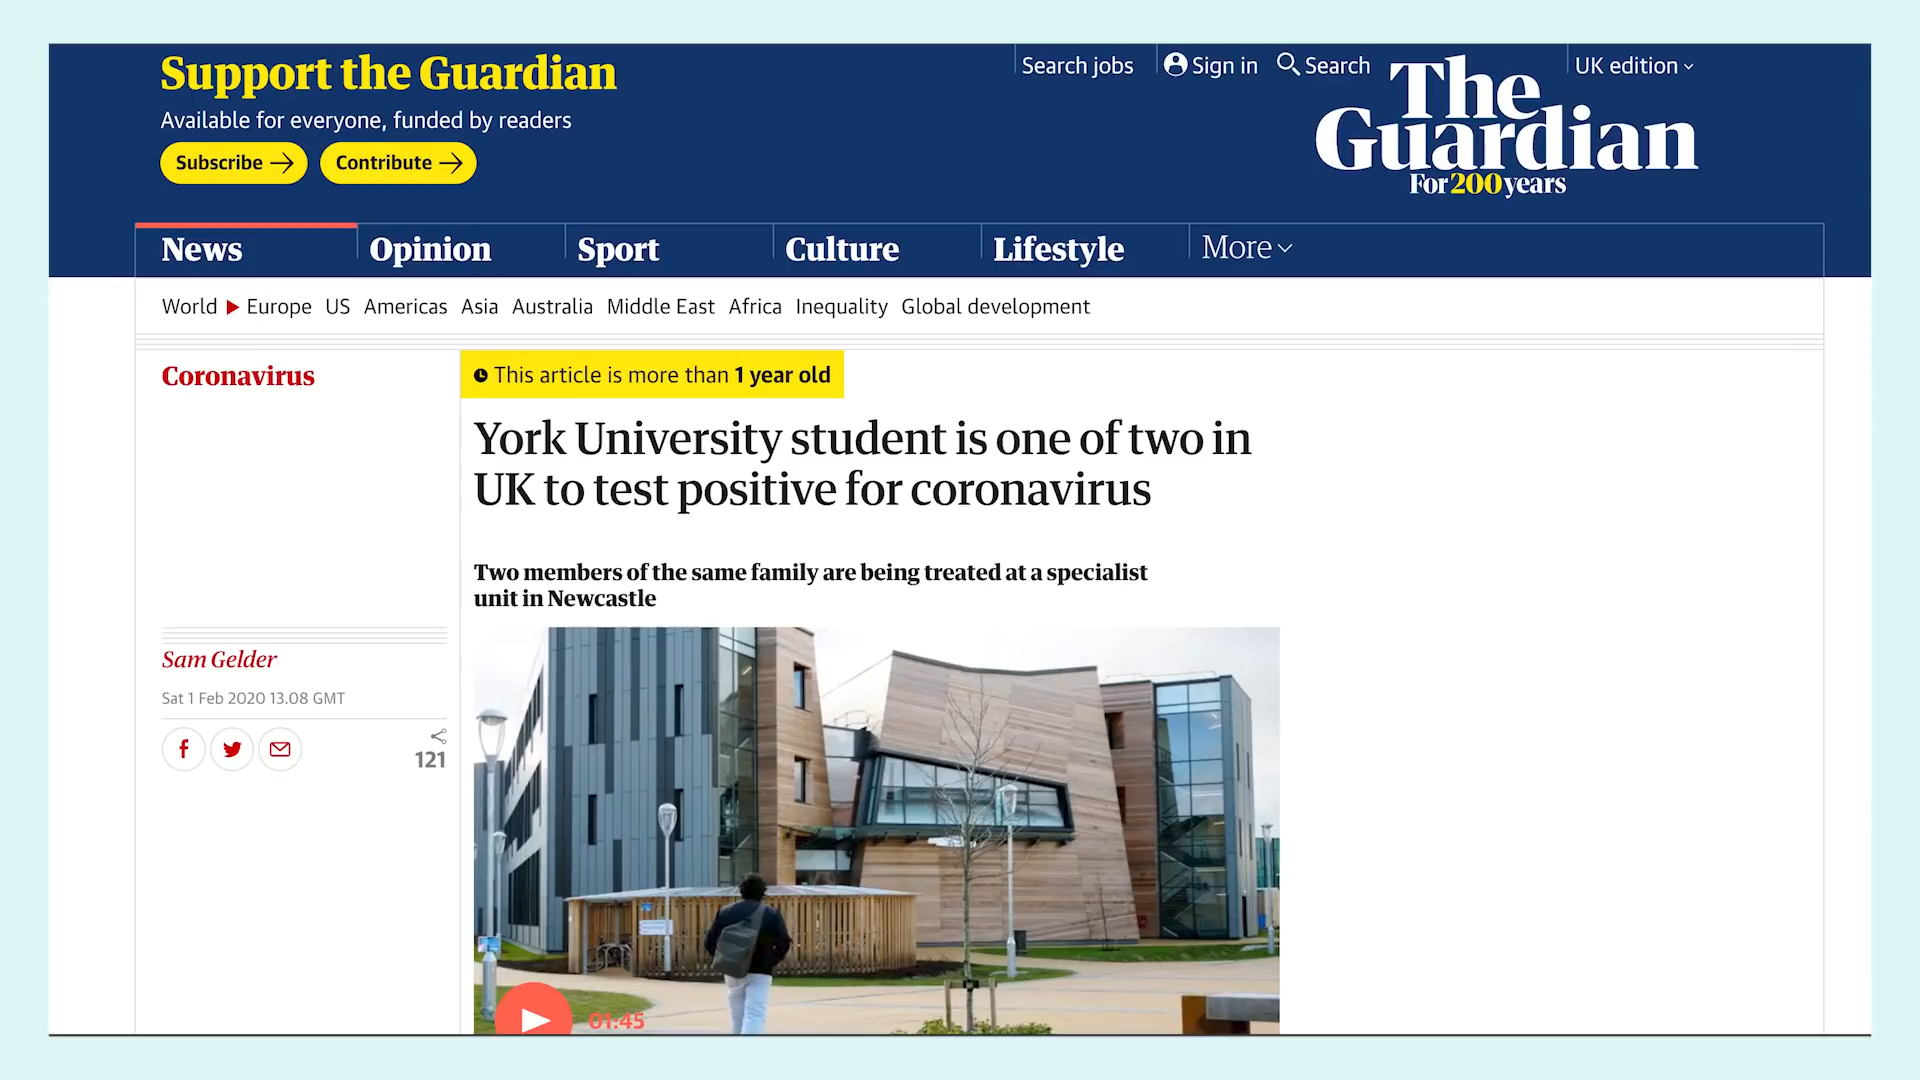 Support the Guardian
Available for everyone, funded by readers
Subscribe
Contribute
Search jobs
Sign in
Search
UK edition
The
Guardian
For 200 years
News
Opinion
Sport
Culture
Lifestyle
More
World Europe US Americas Asia Australia Middle East Africa Inequality Global development
Coronavirus
This article is more than 1 year old
York University student is one of two in
UK to test positive for coronavirus
Two members of the same family are being treated at a specialist
unit in Newcastle
Sam Gelder
Sat 1 Feb 2020 13.08 GMT
121
01:45